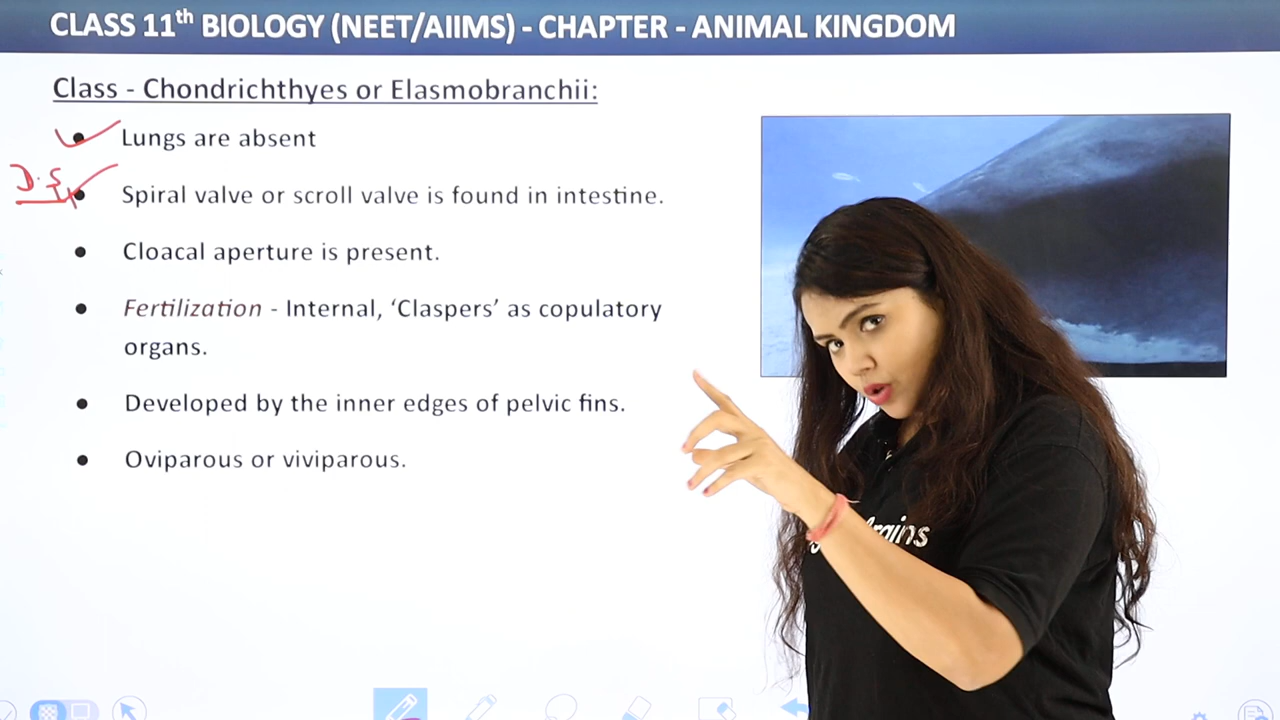 CLASS 11th BIOLOGY (NEET/AIIMS) - CHAPTER - ANIMAL KINGDOM
Class - Chondrichthyes or Elasmobranchii:
• Lungs are absent
D.S
• Spiral valve or scroll valve is found in intestine.
• Cloacal aperture is present.
• Fertilization - Internal, ‘Claspers’ as copulatory
organs.
• Developed by the inner edges of pelvic fins.
• Oviparous or viviparous.